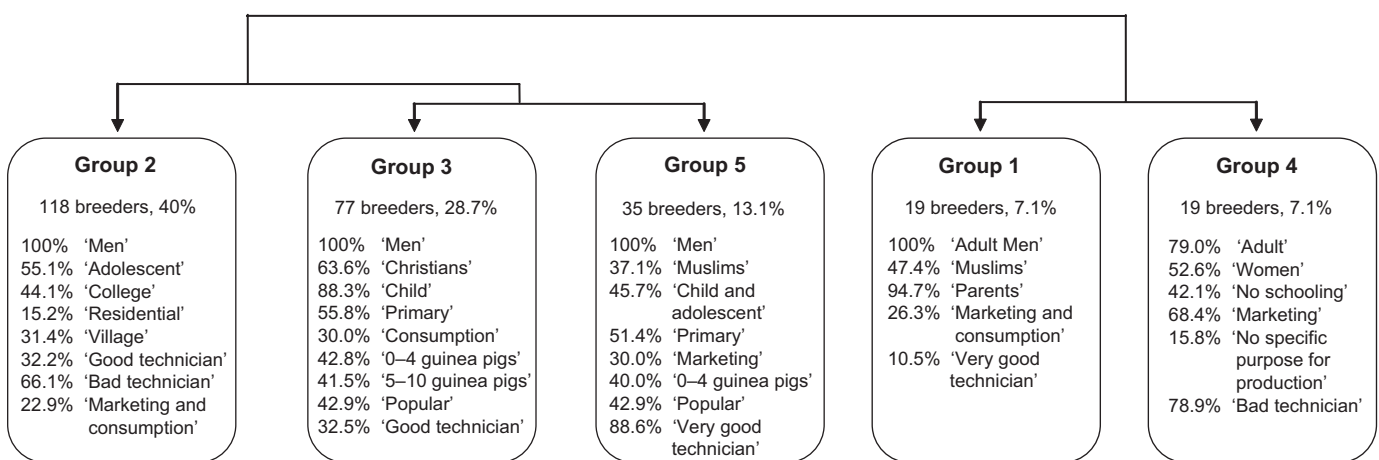 Group 2
118 breeders, 40%
100% ‘Men’
55.1% ‘Adolescent’
44.1% ‘College’
15.2% ‘Residential’
31.4% ‘Village’
32.2% ‘Good technician’
66.1% ‘Bad technician’
22.9% ‘Marketing and
consumption’
Group 3
77 breeders, 28.7%
100% ‘Men’
63.6% ‘Christians’
88.3% ‘Child’
55.8% ‘Primary’
30.0% ‘Consumption’
42.8% ‘0–4 guinea pigs’
41.5% ‘5–10 guinea pigs’
42.9% ‘Popular’
32.5% ‘Good technician’
Group 5
35 breeders, 13.1%
100% ‘Men’
37.1% ‘Muslims’
45.7% ‘Child and
adolescent’
51.4% ‘Primary’
30.0% ‘Marketing’
40.0% ‘0–4 guinea pigs’
42.9% ‘Popular’
88.6% ‘Very good
technician’
Group 1
19 breeders, 7.1%
100% ‘Adult Men’
47.4% ‘Muslims’
94.7% ‘Parents’
26.3% ‘Marketing and
consumption’
10.5% ‘Very good
technician’
Group 4
19 breeders, 7.1%
79.0% ‘Adult’
52.6% ‘Women’
42.1% ‘No schooling’
68.4% ‘Marketing’
15.8% ‘No specific
purpose for
production’
78.9% ‘Bad technician’